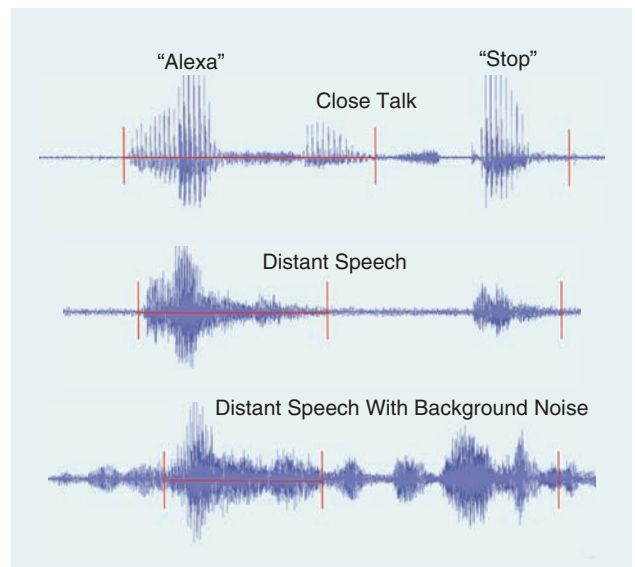 “Alexa”
“Stop”
Close Talk
Distant Speech
Distant Speech With Background Noise